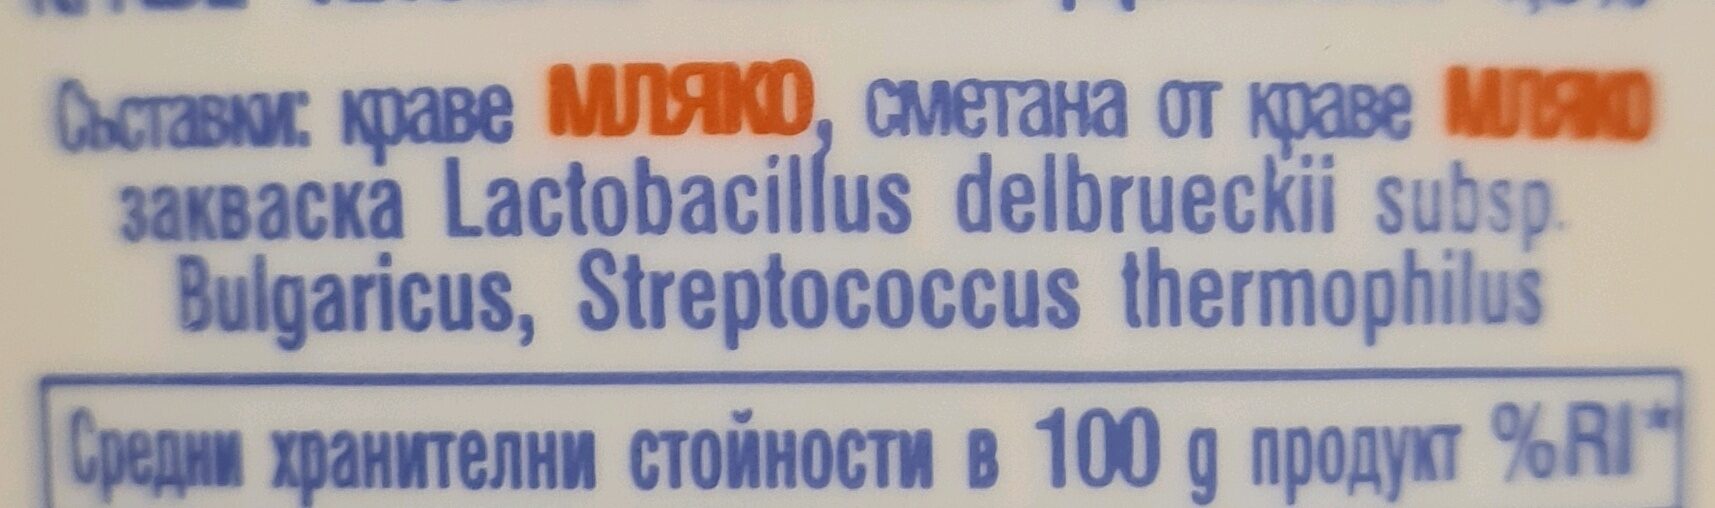 Съставки: краве МЛЯКО, сметана от краве МЛЯКО
закваска Lactobacillus delbrueckii subsp.
Bulgaricus, Streptococcus thermophilus
Средни хранителни стойности в 100 g продукт %RI*